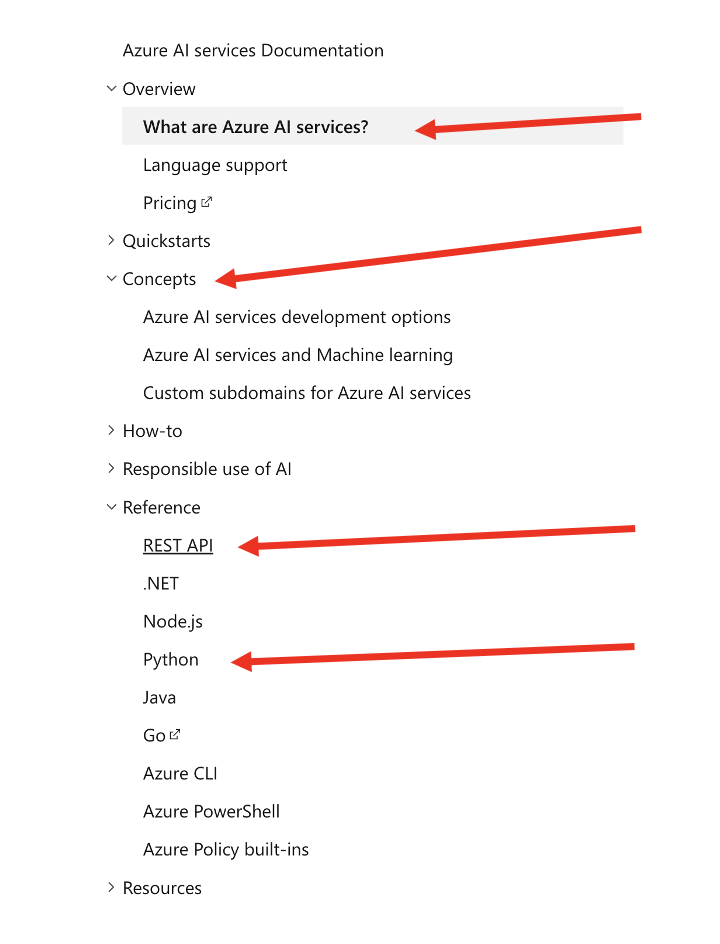 Azure AI services Documentation
Overview
What are Azure AI services?
Language support
Pricing
Quickstarts
Concepts
Azure AI services development options
Azure AI services and Machine learning
Custom subdomains for Azure AI services
How-to
Responsible use of AI
Reference
REST API
.NET
Node.js
Python
Java
Go
Azure CLI
Azure PowerShell
Azure Policy built-ins
Resources